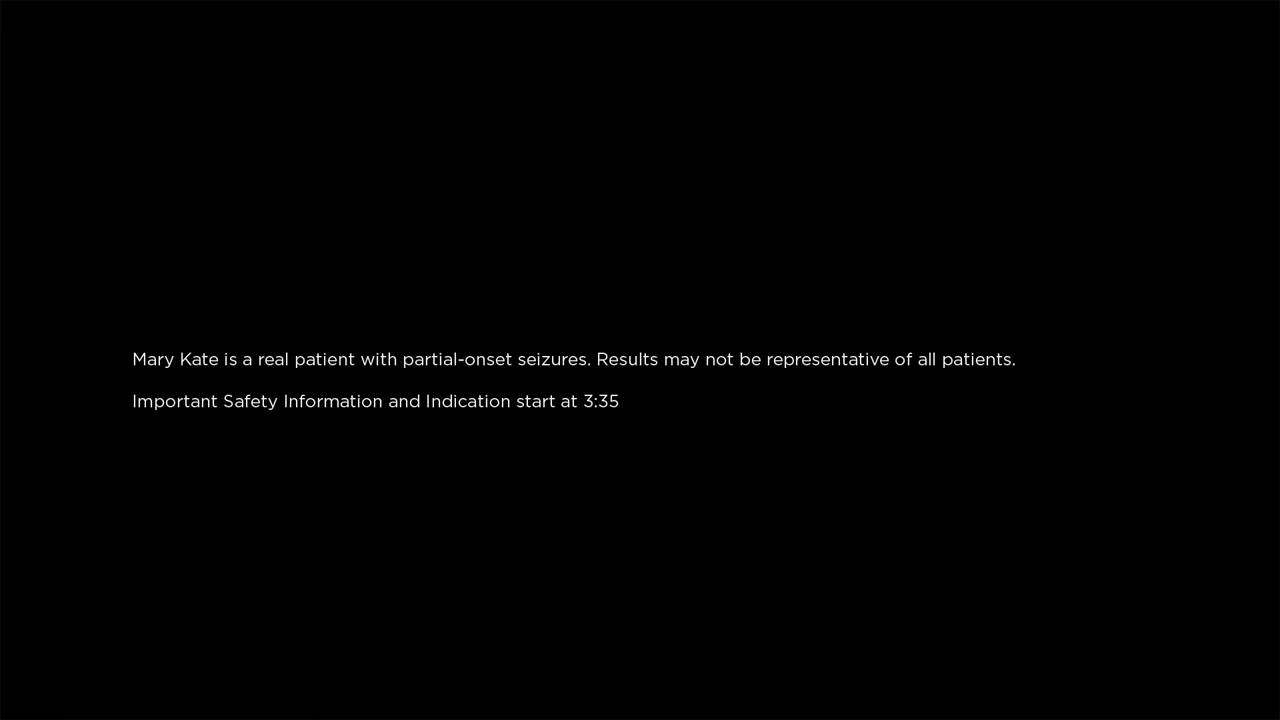 Mary Kate is a real patient with partial-onset seizures. Results may not be representative of all patients.
Important Safety Information and Indication start at 3:35